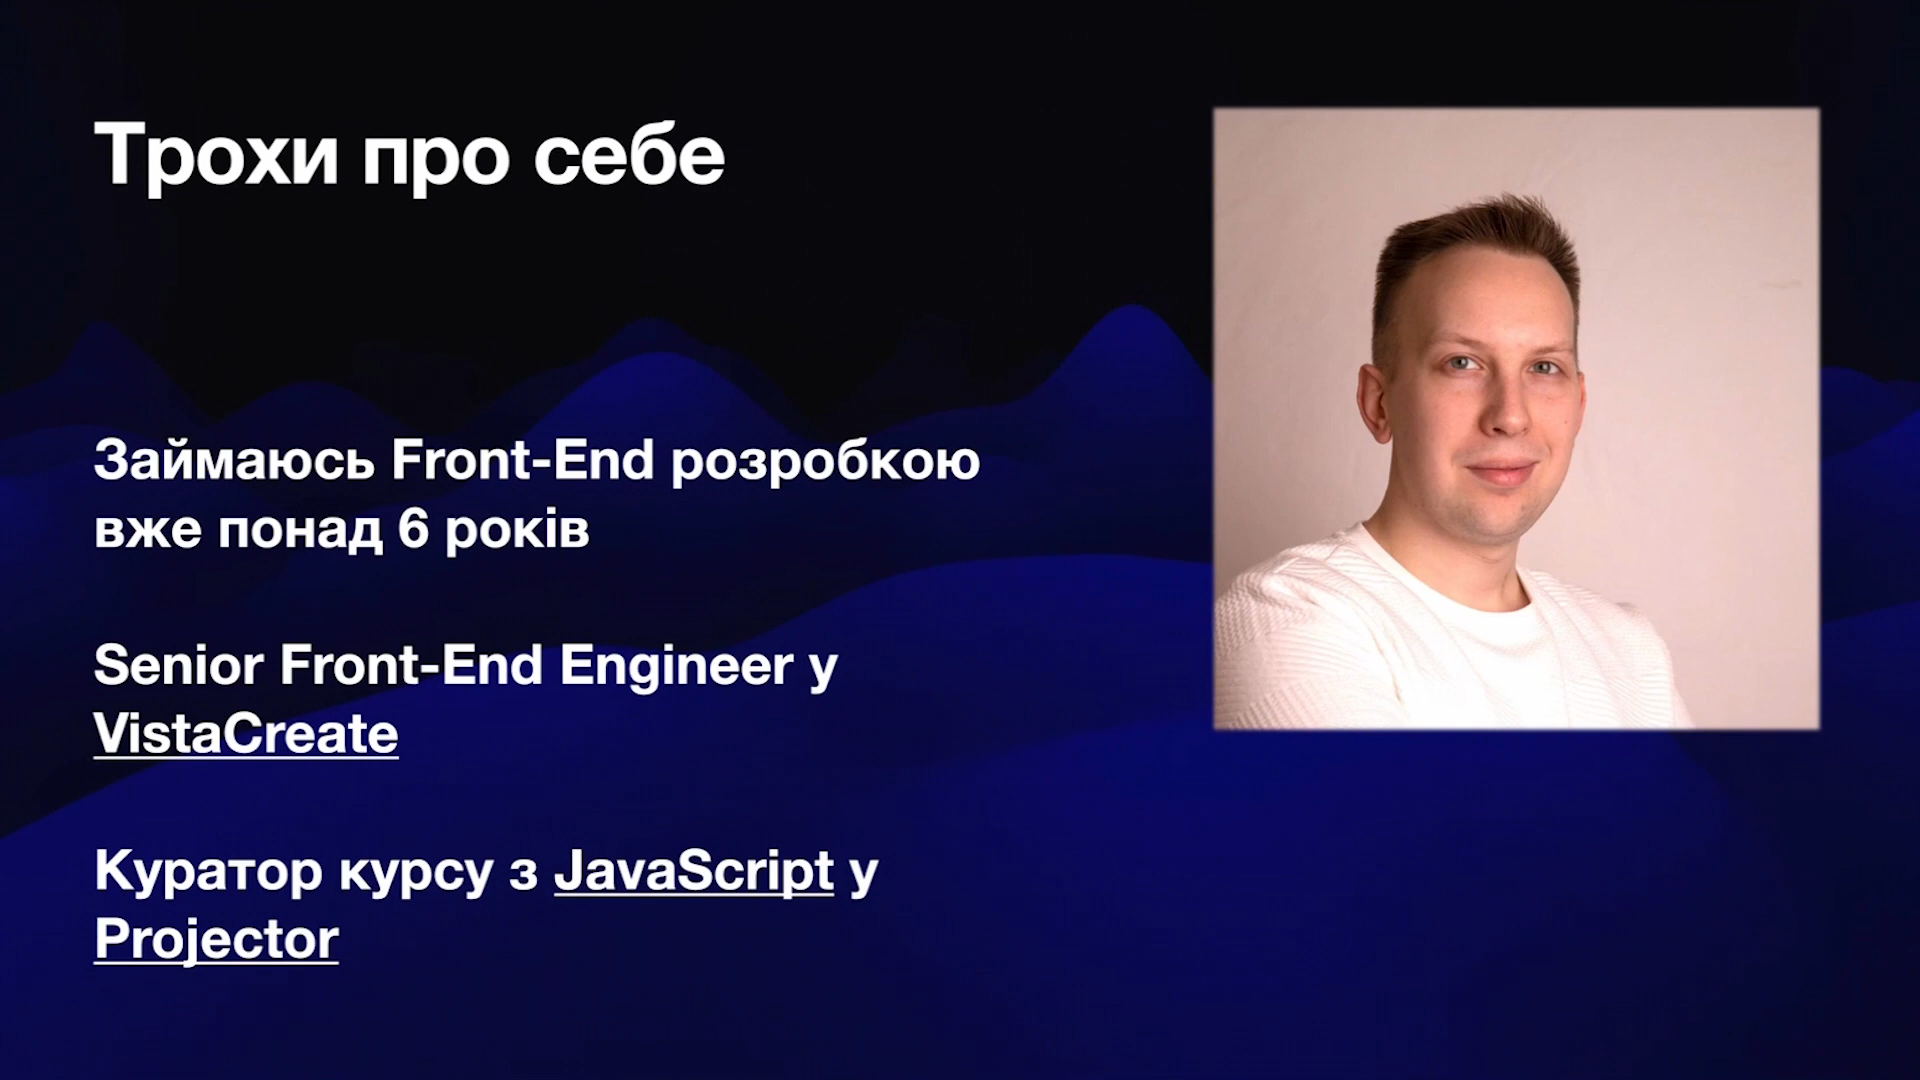 Трохи про себе
Займаюсь Front-End розробкою
вже понад 6 років
Senior Front-End Engineer у
VistaCreate
Куратор курсу з JavaScript у
Projector